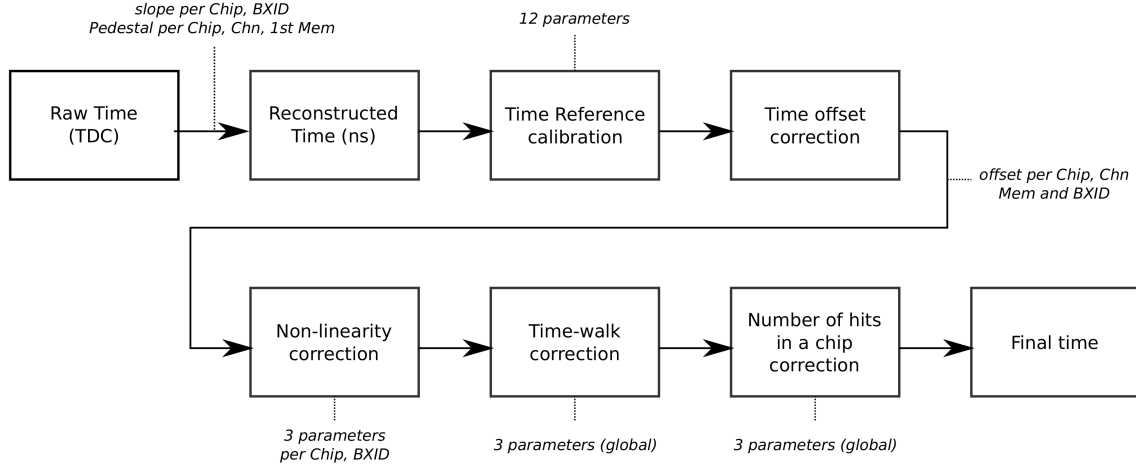 slope per Chip, BXID
Pedestal per Chip, Chn, 1st Mem
12 parameters
Raw Time
(TDC)
Reconstructed
Time (ns)
Time Reference
calibration
Time offset
correction
offset per Chip, Chn
Mem and BXID
Non-linearity
correction
Time-walk
correction
Number of hits
in a chip
correction
Final time
3 parameters
per Chip, BXID
3 parameters (global)
3 parameters (global)